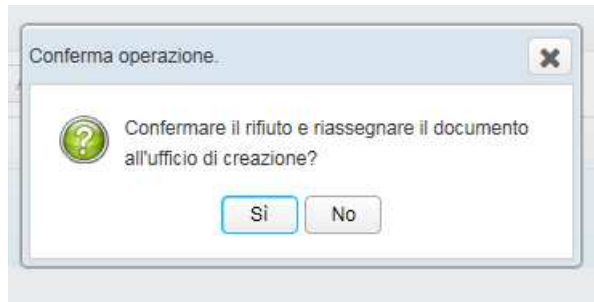 Conferma operazione.
Confermare il rifiuto e riassegnare il documento
all'ufficio di creazione?
Sì No